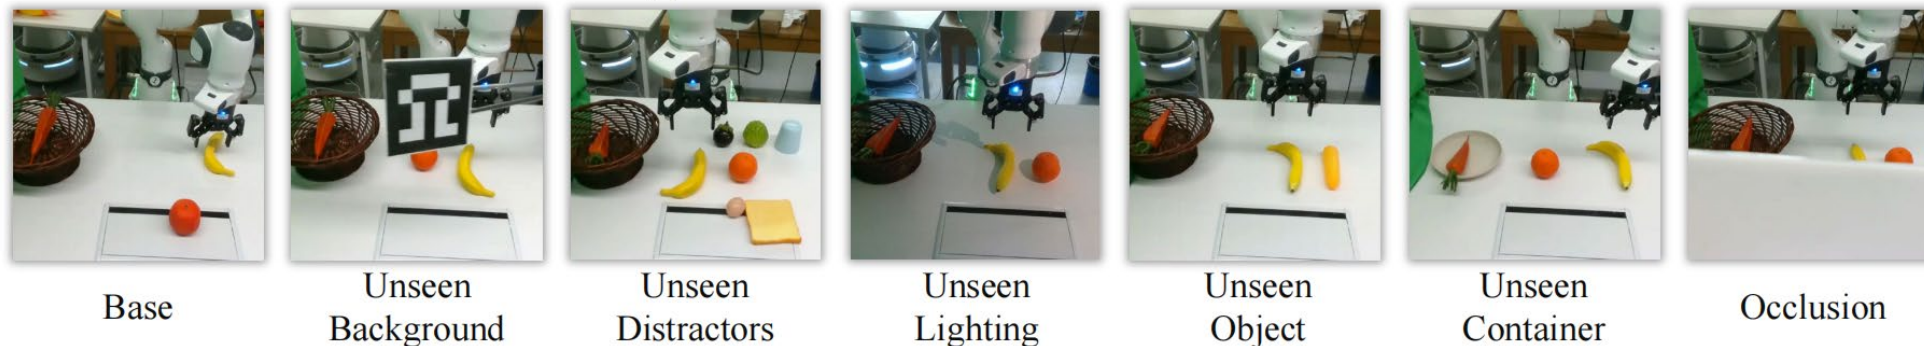 Base
Unseen
Background
Unseen
Distractors
Unseen
Lighting
Unseen
Object
Unseen
Container
Occlusion